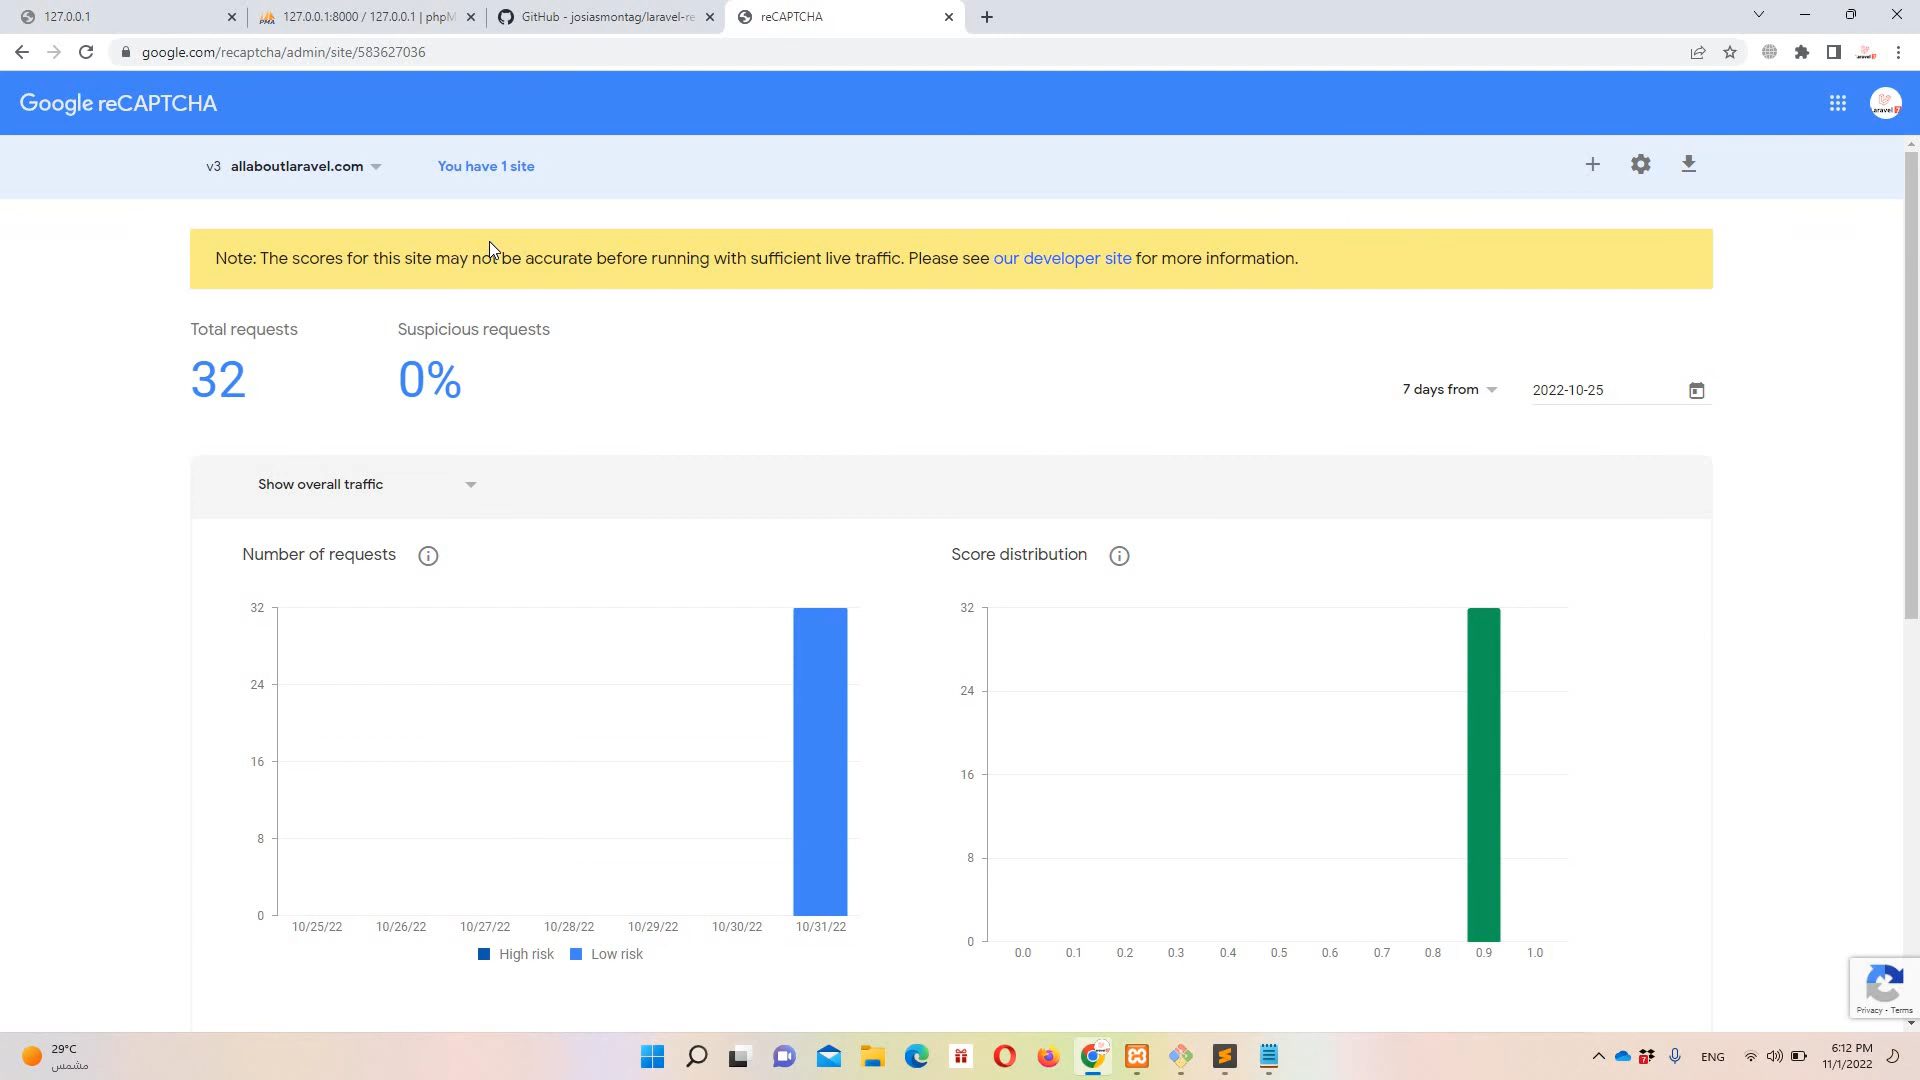 127.0.0.1
127.0.0.1:8000 / 127.0.0.1 | phpM
GitHub - josiasmontag/laravel-re
reCAPTCHA
google.com/recaptcha/admin/site/583627036
Google reCAPTCHA
v3 allaboutlaravel.com
You have 1 site
Note: The scores for this site may not be accurate before running with sufficient live traffic. Please see our developer site for more information.
Total requests
Suspicious requests
32
0%
7 days from
2022-10-25
Show overall traffic
Number of requests
Score distribution
32
24
16
8
0
10/25/22 10/26/22 10/27/22 10/28/22 10/29/22 10/30/22 10/31/22
High risk Low risk
32
24
16
8
0
0.0 0.1 0.2 0.3 0.4 0.5 0.6 0.7 0.8 0.9 1.0
Privacy - Terms
29°C
مشمس
ENG
6:12 PM
11/1/2022